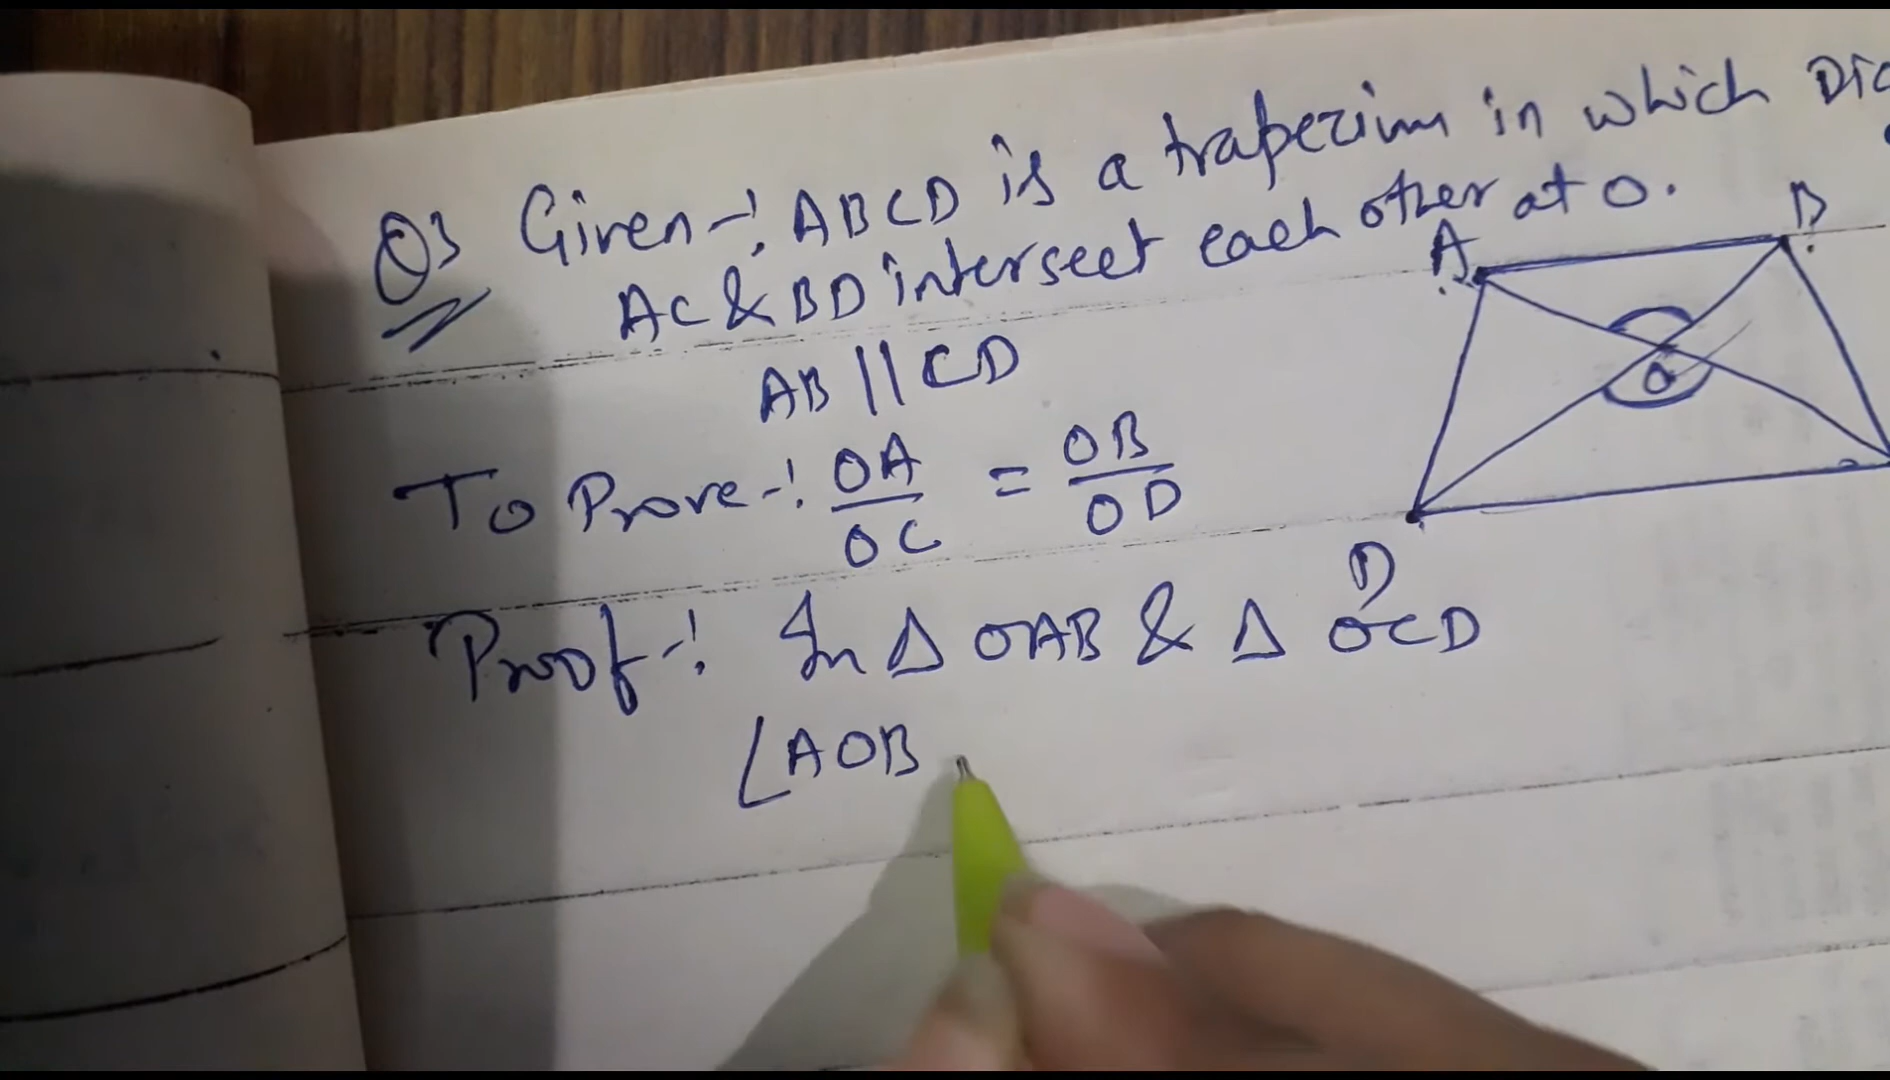 Q3 Given-: ABCD is a trapezium in which
AC & BD intersect each other at O.
AB || CD
A B
O
D
To Prove-: OA/OC = OB/OD
Proof-: In Δ OAB & Δ OCD
∠AOB